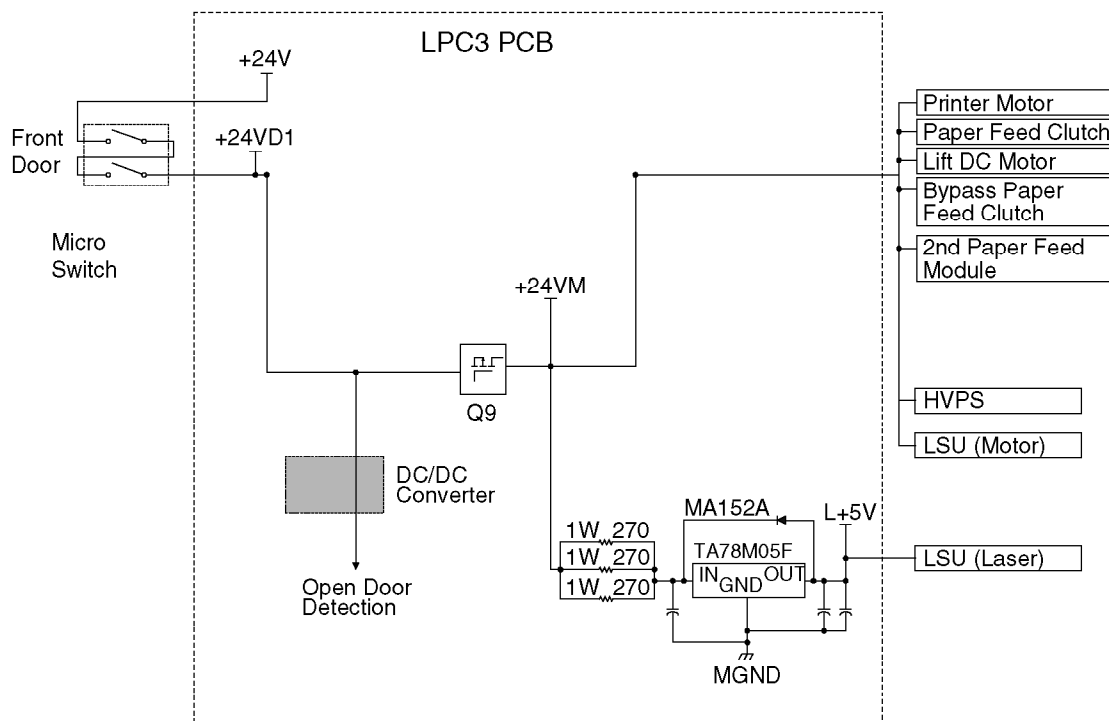 LPC3 PCB
+24V
Front
Door
+24VD1
Micro
Switch
Printer Motor
Paper Feed Clutch
Lift DC Motor
Bypass Paper
Feed Clutch
2nd Paper Feed
Module
+24VM
Q9
HVPS
LSU (Motor)
DC/DC
Converter
Open Door
Detection
1W 270
1W 270
1W 270
MA152A
TA78M05F
IN GND OUT
L+5V
LSU (Laser)
MGND